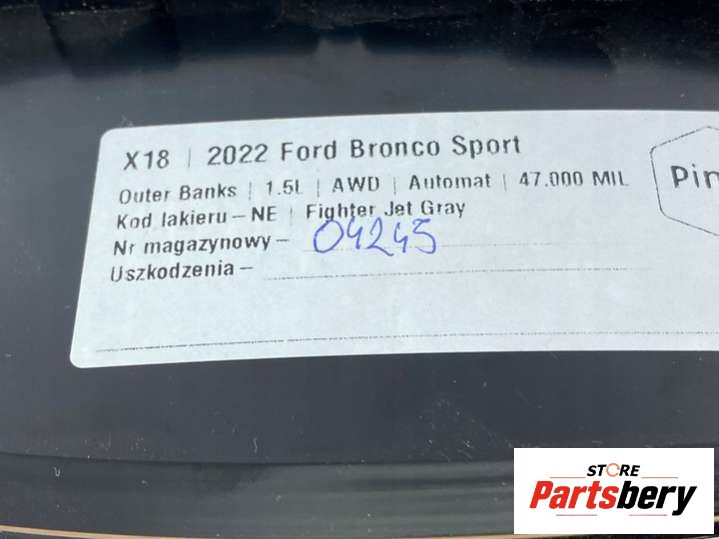 X18 | 2022 Ford Bronco Sport
Outer Banks | 1.5L | AWD | Automat | 47.000 MIL
Kod lakieru – NE | Fighter Jet Gray
Nr magazynowy – 04245
Uszkodzenia –
STORE
Partsbery